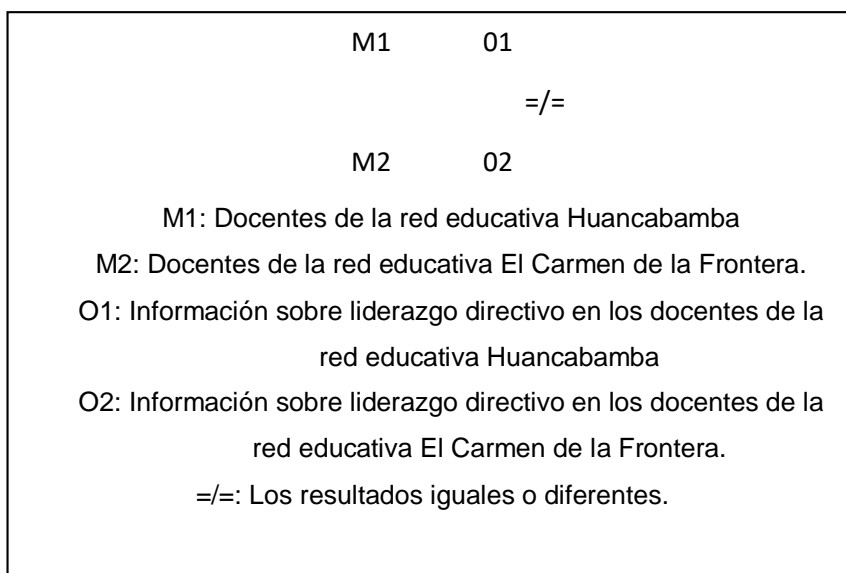 M1 01
=/=
M2 02
M1: Docentes de la red educativa Huancabamba
M2: Docentes de la red educativa El Carmen de la Frontera.
O1: Información sobre liderazgo directivo en los docentes de la
red educativa Huancabamba
O2: Información sobre liderazgo directivo en los docentes de la
red educativa El Carmen de la Frontera.
=/=: Los resultados iguales o diferentes.